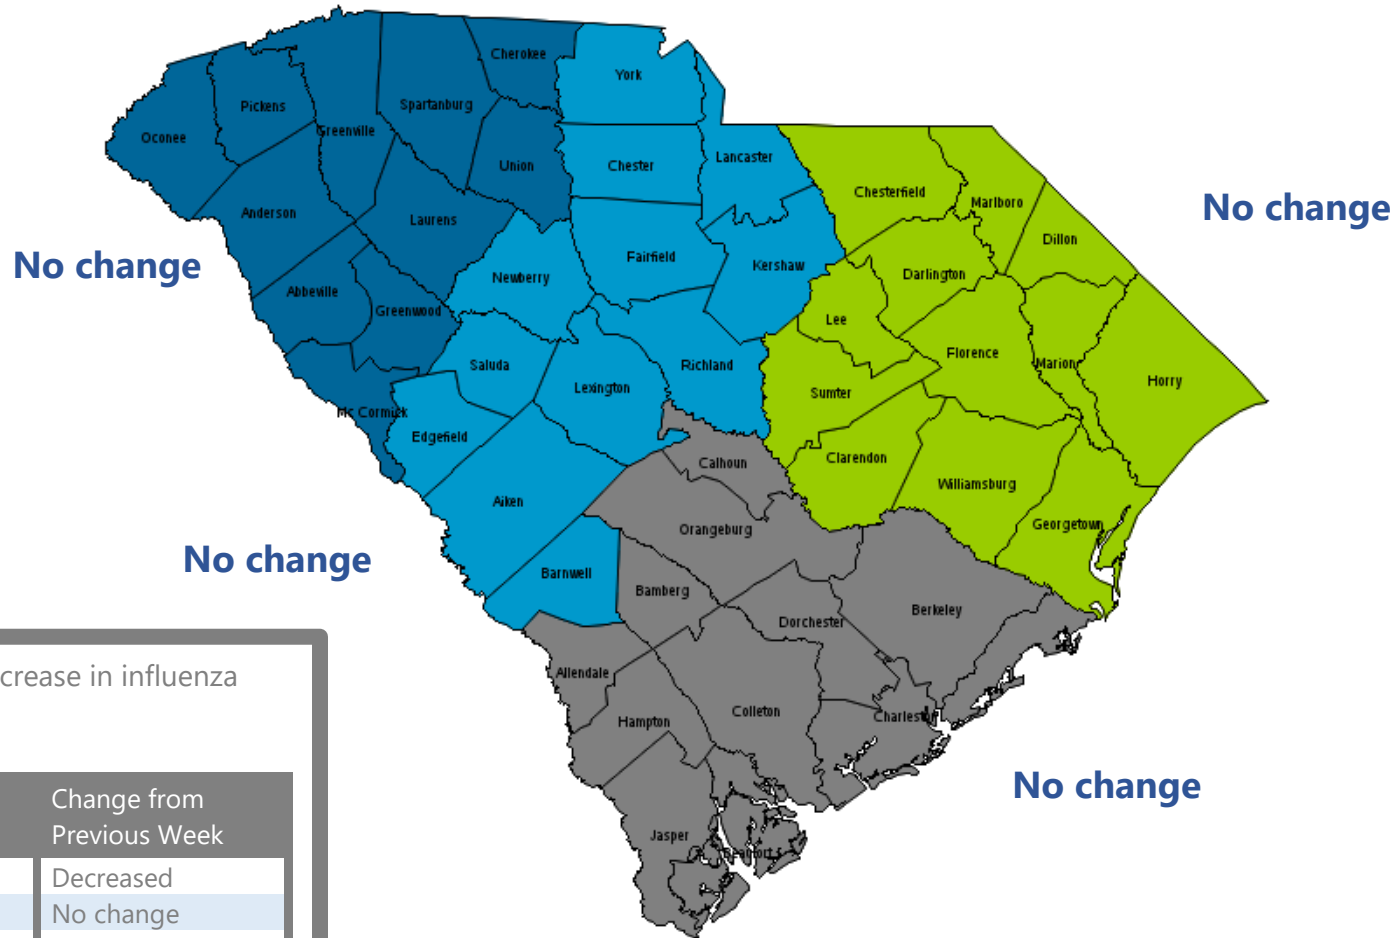 Cherokee
York
Pickens
Spartanburg
Greenville
Oconee
Union
Chester
Lancaster
Chesterfield
Marlboro
No change
Anderson
Laurens
Dillon
Fairfield
Kershaw
Darlington
No change
Newberry
Abbeville
Greenwood
Lee
Florence
Marion
Saluda
Richland
Horry
Lexington
Sumter
Mc Cormick
Edgefield
Calhoun
Clarendon
Williamsburg
Aiken
Orangeburg
Georgetown
No change
Barnwell
Bamberg
Berkeley
Dorchester
crease in influenza
Allendale
Colleton
Charleston
Hampton
No change
Change from
Previous Week
Jasper
Beaufort
Decreased
No change